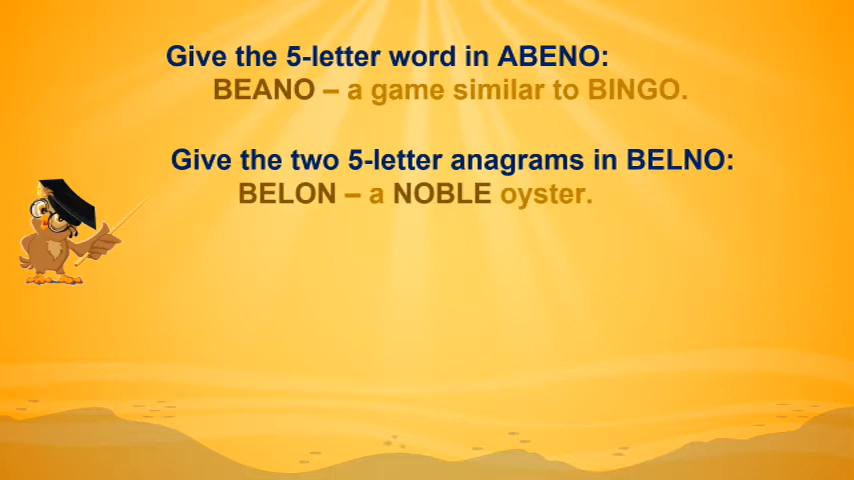 Give the 5-letter word in ABENO:
BEANO – a game similar to BINGO.
Give the two 5-letter anagrams in BELNO:
BELON – a NOBLE oyster.